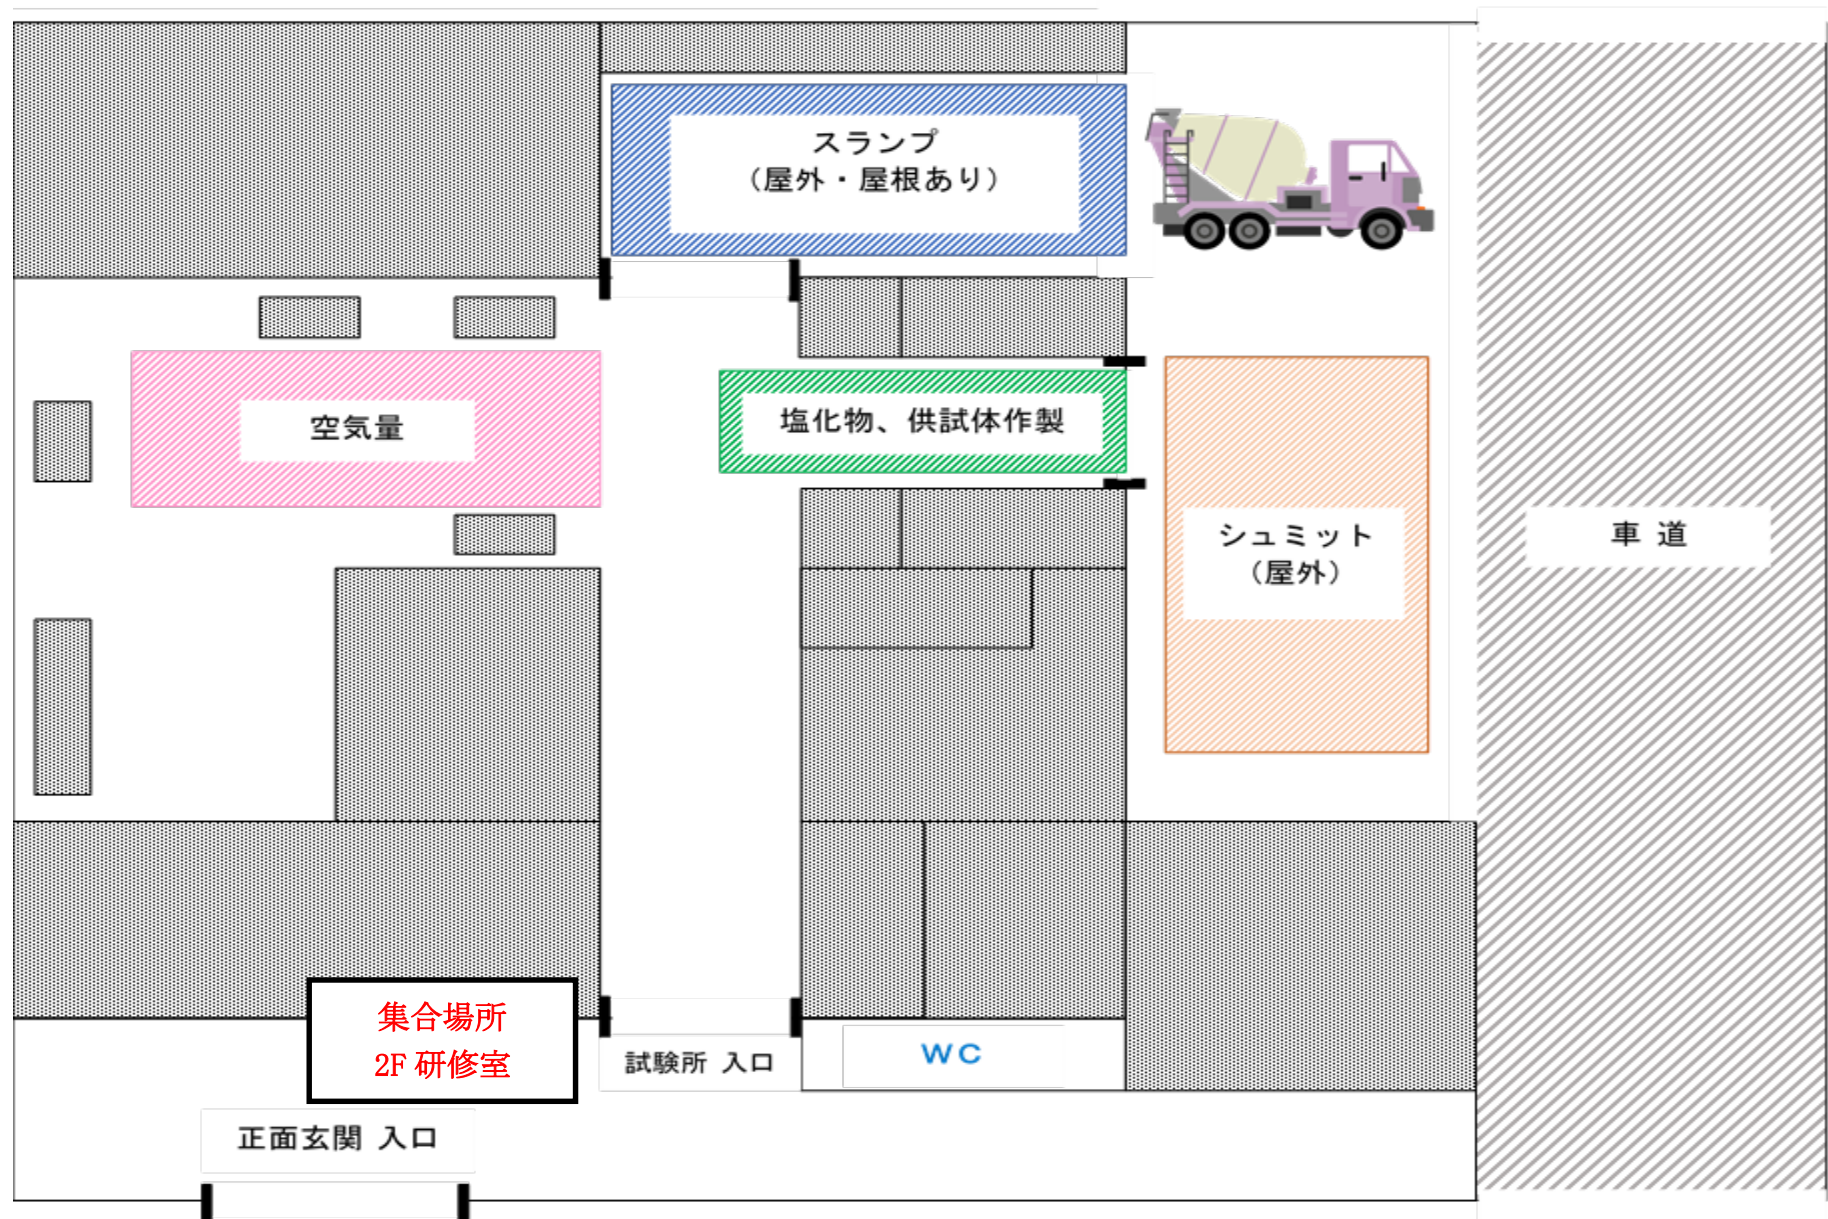 スランプ
（屋外・屋根あり）
空気量
塩化物、供試体作製
シュミット
（屋外）
車 道
集合場所
2F 研修室
試験所 入口
WC
正面玄関 入口